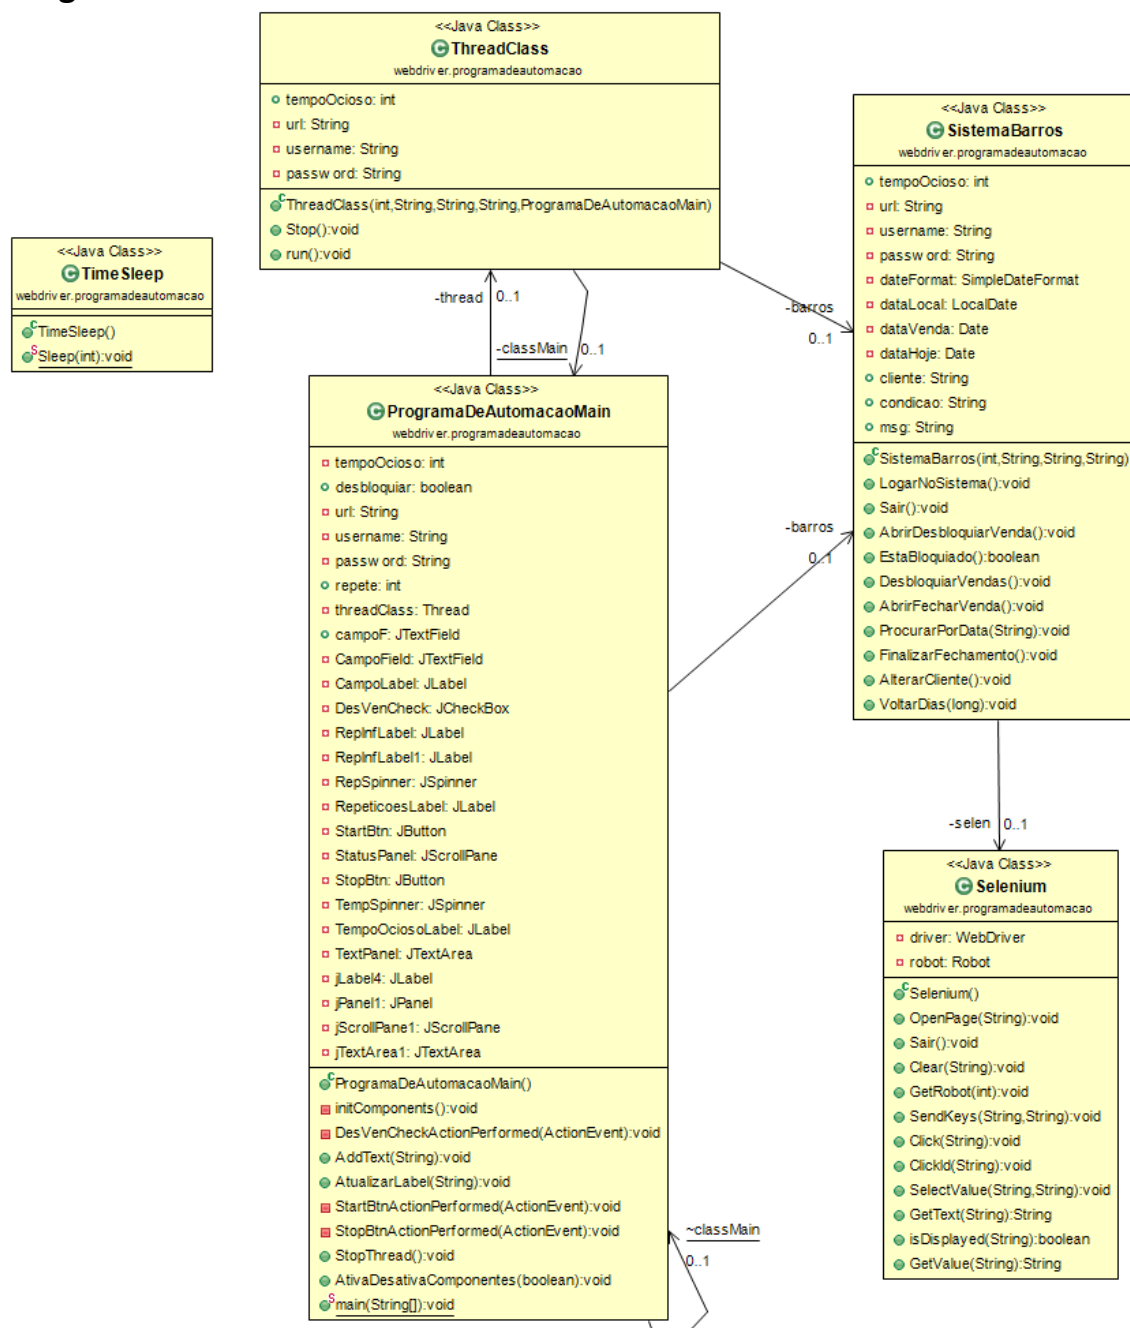 <<Java Class>>
ThreadClass
webdriver.programadeautomacao
tempoOcioso: int
url: String
username: String
password: String
ThreadClass(int,String,String,String,ProgramaDeAutomacaoMain)
Stop():void
run():void
<<Java Class>>
SistemaBarros
webdriver.programadeautomacao
tempoOcioso: int
url: String
username: String
password: String
dateFormat: SimpleDateFormat
dataLocal: LocalDate
dataVenda: Date
dataHoje: Date
cliente: String
condicao: String
msg: String
SistemaBarros(int,String,String,String)
LogarNoSistema():void
Sair():void
AbrirDesbloquiarVenda():void
EstaBloquiado():boolean
DesbloquiarVendas():void
AbrirFecharVenda():void
ProcurarPorData(String):void
FinalizarFechamento():void
AlterarCliente():void
VoltarDias(long):void
<<Java Class>>
TimeSleep
webdriver.programadeautomacao
TimeSleep()
Sleep(int):void
-thread 0..1
-classMain 0..1
-barros
0..1
<<Java Class>>
ProgramaDeAutomacaoMain
webdriver.programadeautomacao
tempoOcioso: int
desbloquiar: boolean
url: String
username: String
password: String
repete: int
threadClass: Thread
campoF: JTextField
CampoField: JTextField
CampoLabel: JLabel
DesVenCheck: JCheckBox
RepInfLabel: JLabel
RepInfLabel1: JLabel
RepSpinner: JSpinner
RepeticoesLabel: JLabel
StartBtn: JButton
StatusPanel: JScrollPane
StopBtn: JButton
TempSpinner: JSpinner
TempoOciosoLabel: JLabel
TextPanel: JTextArea
jLabel4: JLabel
jPanel1: JPanel
jScrollPane1: JScrollPane
jTextArea1: JTextArea
ProgramaDeAutomacaoMain()
initComponents():void
DesVenCheckActionPerformed(ActionEvent):void
AddText(String):void
AtualizarLabel(String):void
StartBtnActionPerformed(ActionEvent):void
StopBtnActionPerformed(ActionEvent):void
StopThread():void
AtivaDesativaComponentes(boolean):void
main(String[]):void
-barros
0..1
~classMain
0..1
-selen 0..1
<<Java Class>>
Selenium
webdriver.programadeautomacao
driver: WebDriver
robot: Robot
Selenium()
OpenPage(String):void
Sair():void
Clear(String):void
GetRobot(int):void
SendKeys(String,String):void
Click(String):void
ClickId(String):void
SelectValue(String,String):void
GetText(String):String
isDisplayed(String):boolean
GetValue(String):String